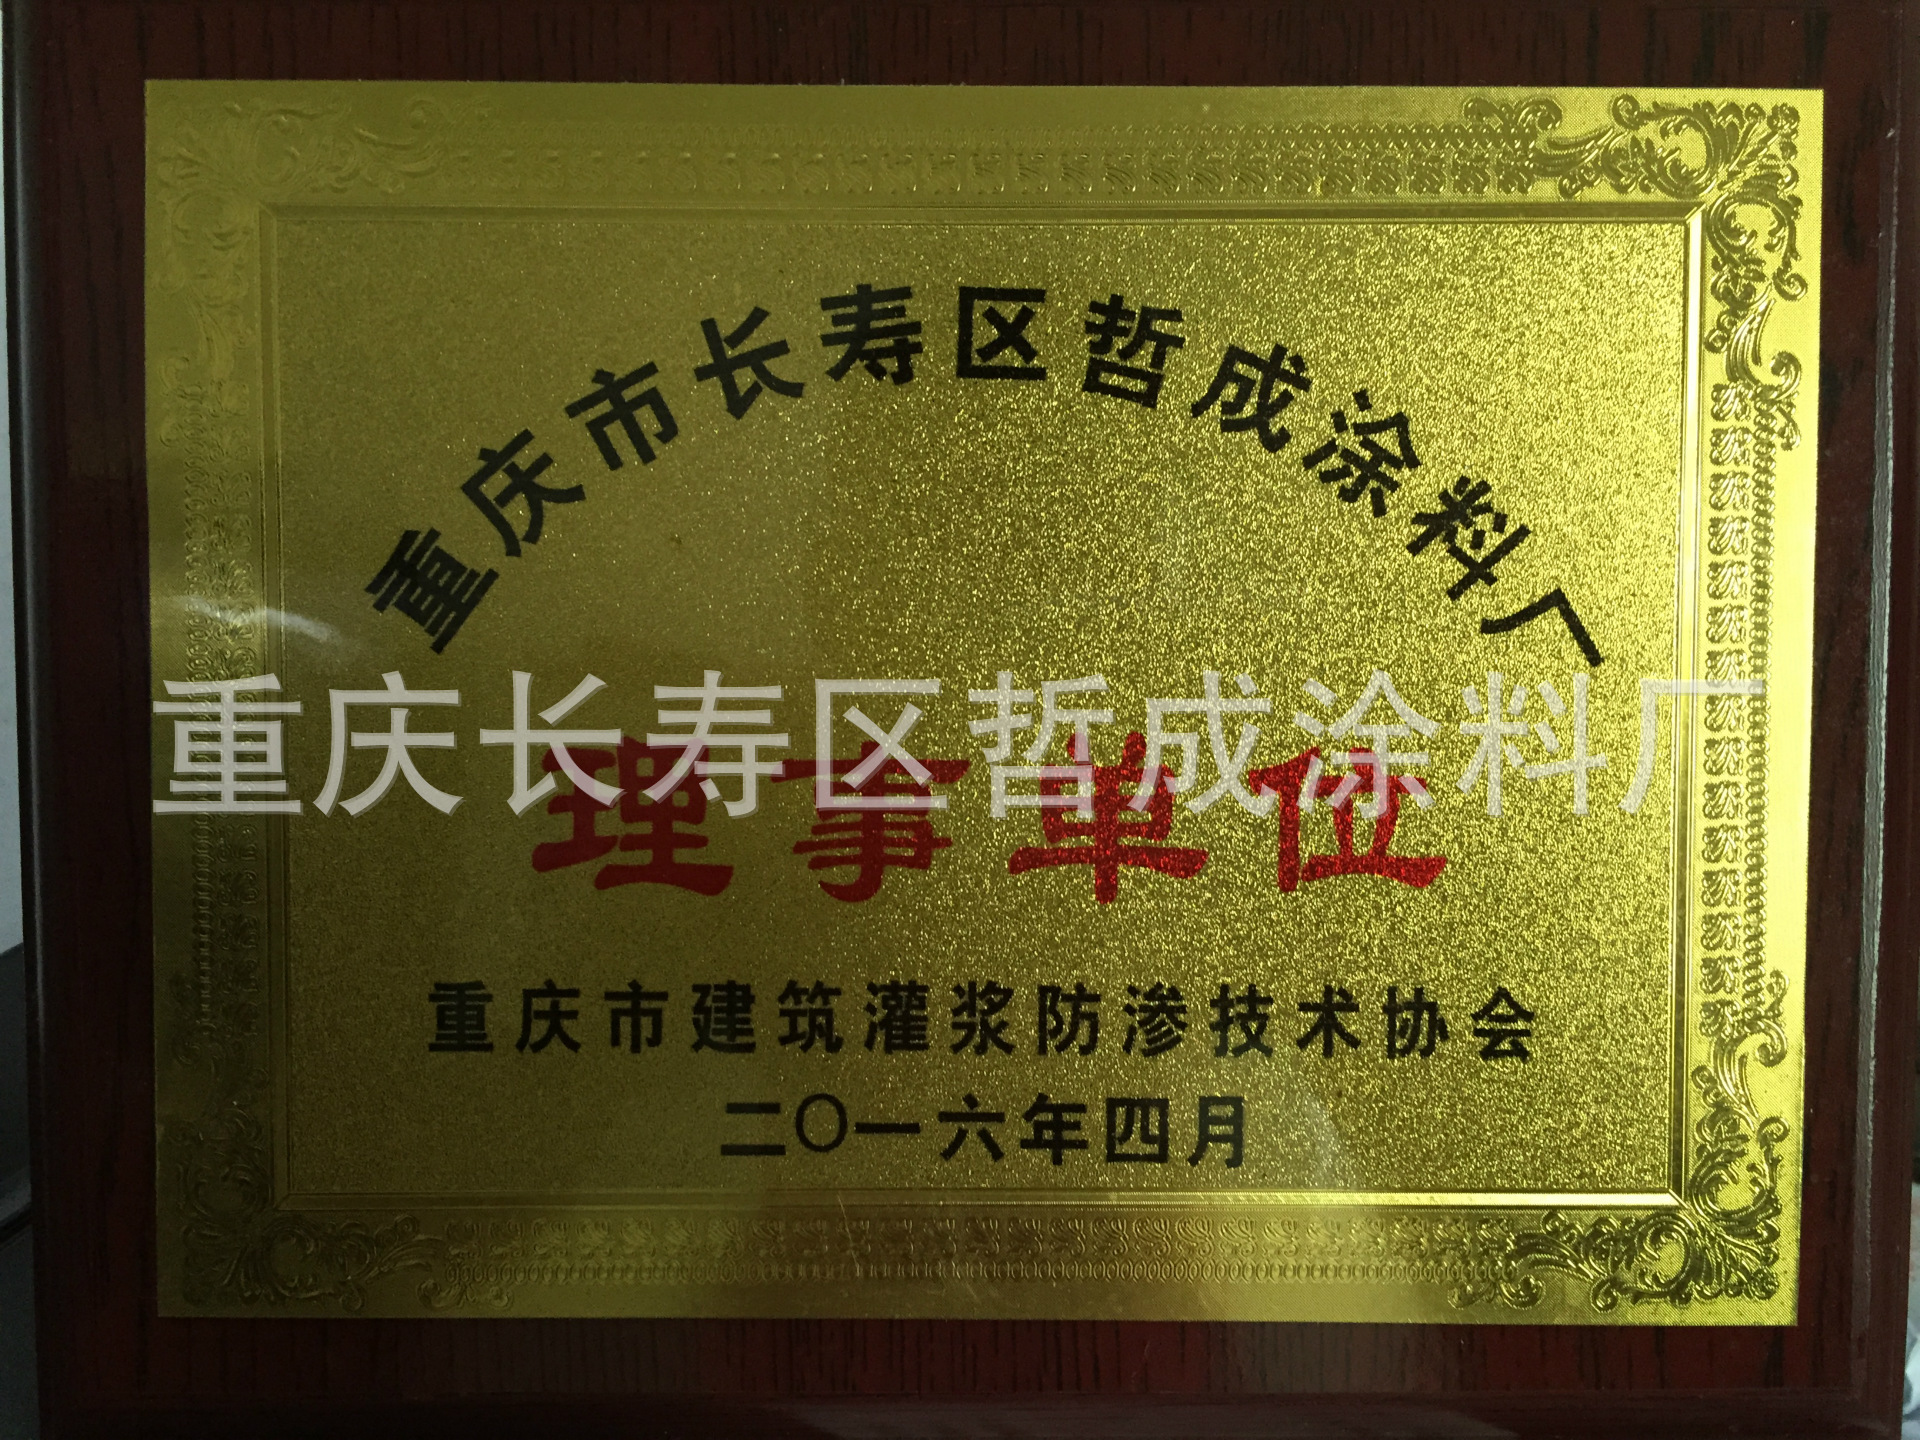 重庆市长寿区哲成涂料厂
重庆长寿区哲成涂料厂
理事单位
重庆市建筑灌浆防渗技术协会
二〇一六年四月